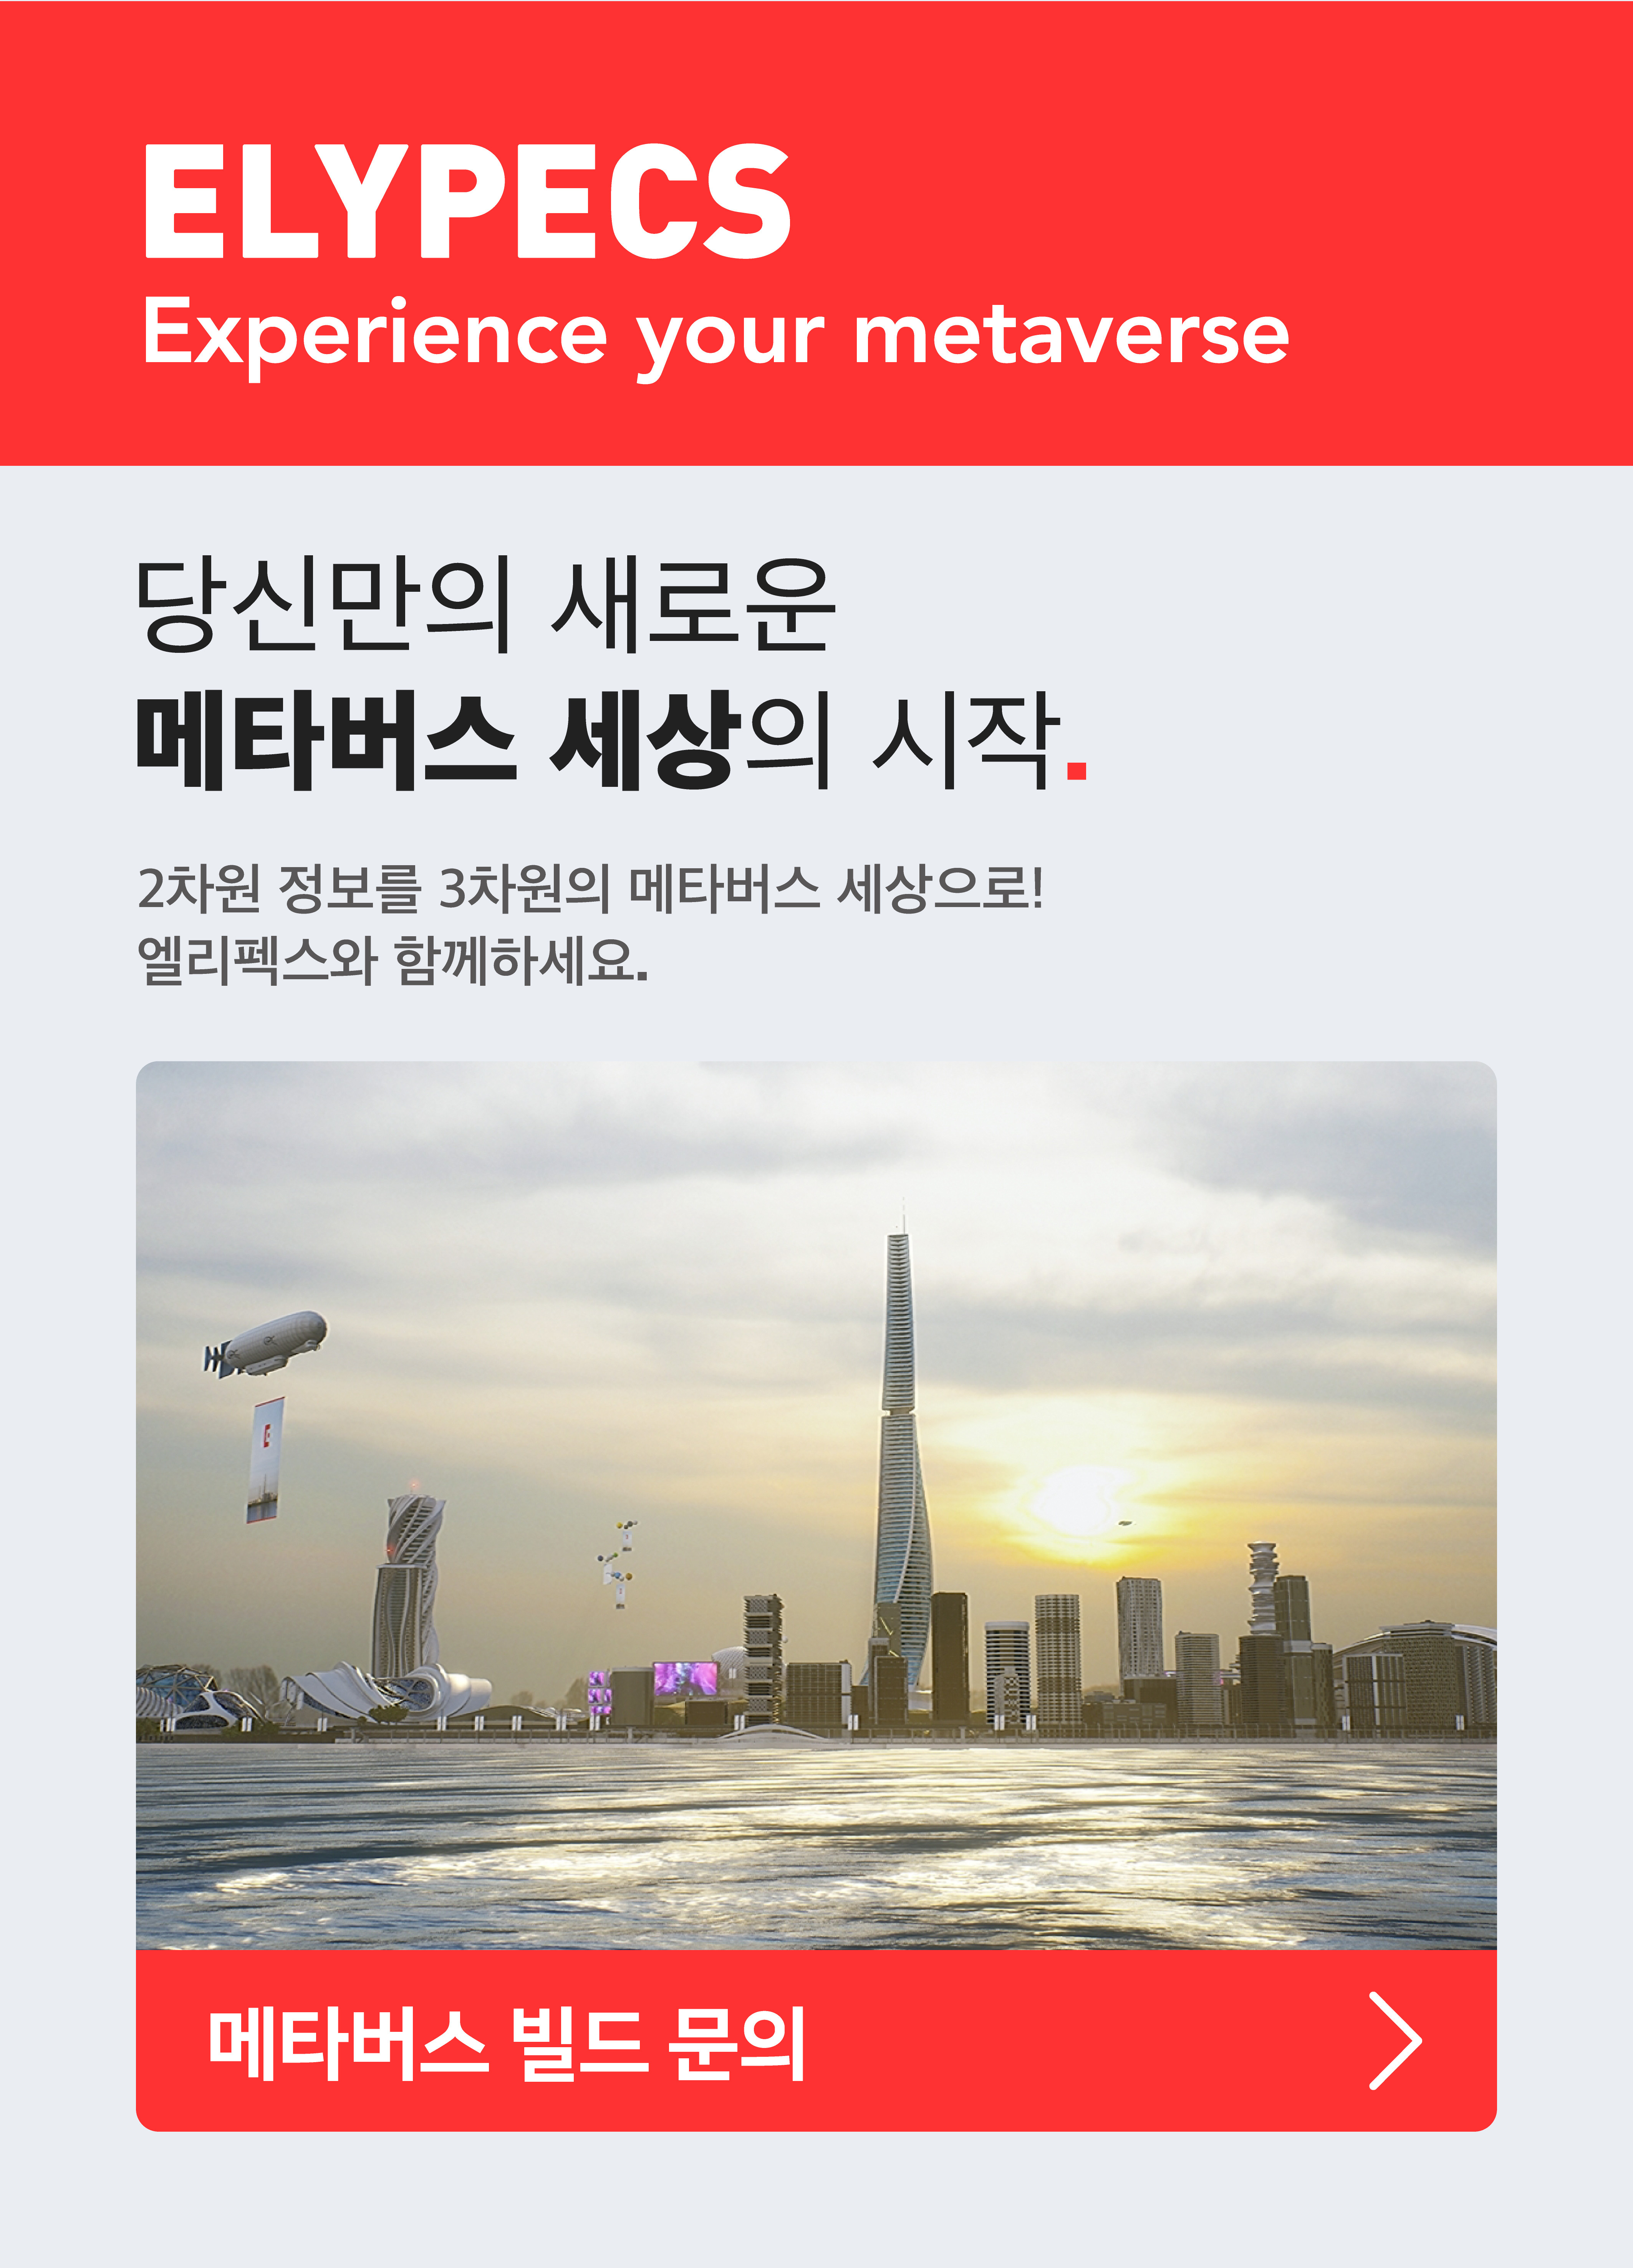 ELYPECS
Experience your metaverse
당신만의 새로운
메타버스 세상의 시작.
2차원 정보를 3차원의 메타버스 세상으로!
엘리펙스와 함께하세요.
E
메타버스 빌드 문의